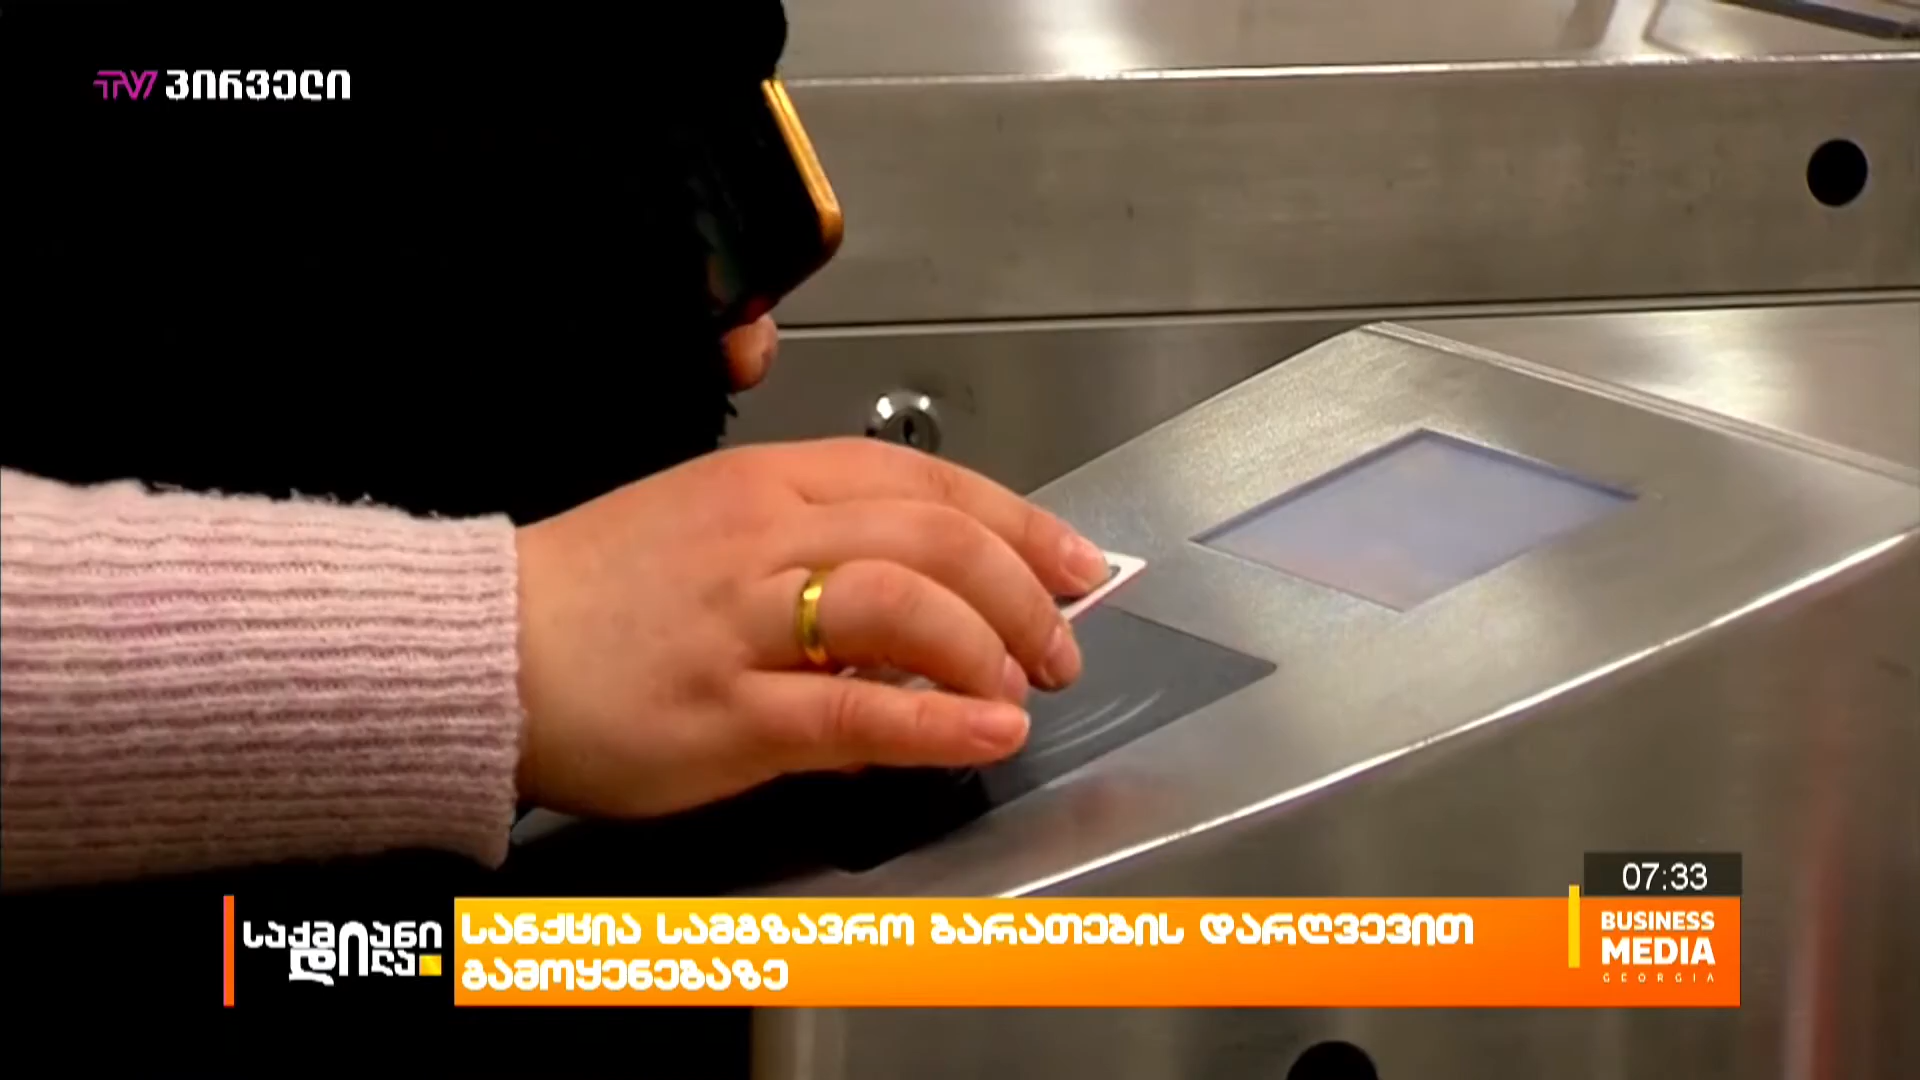 TV პირველი
07:33
საქმიანი
დილა
სანქცია სამგზავრო ბარათების დარღვევით
გამოყენებაზე
BUSINESS
MEDIA
GEORGIA